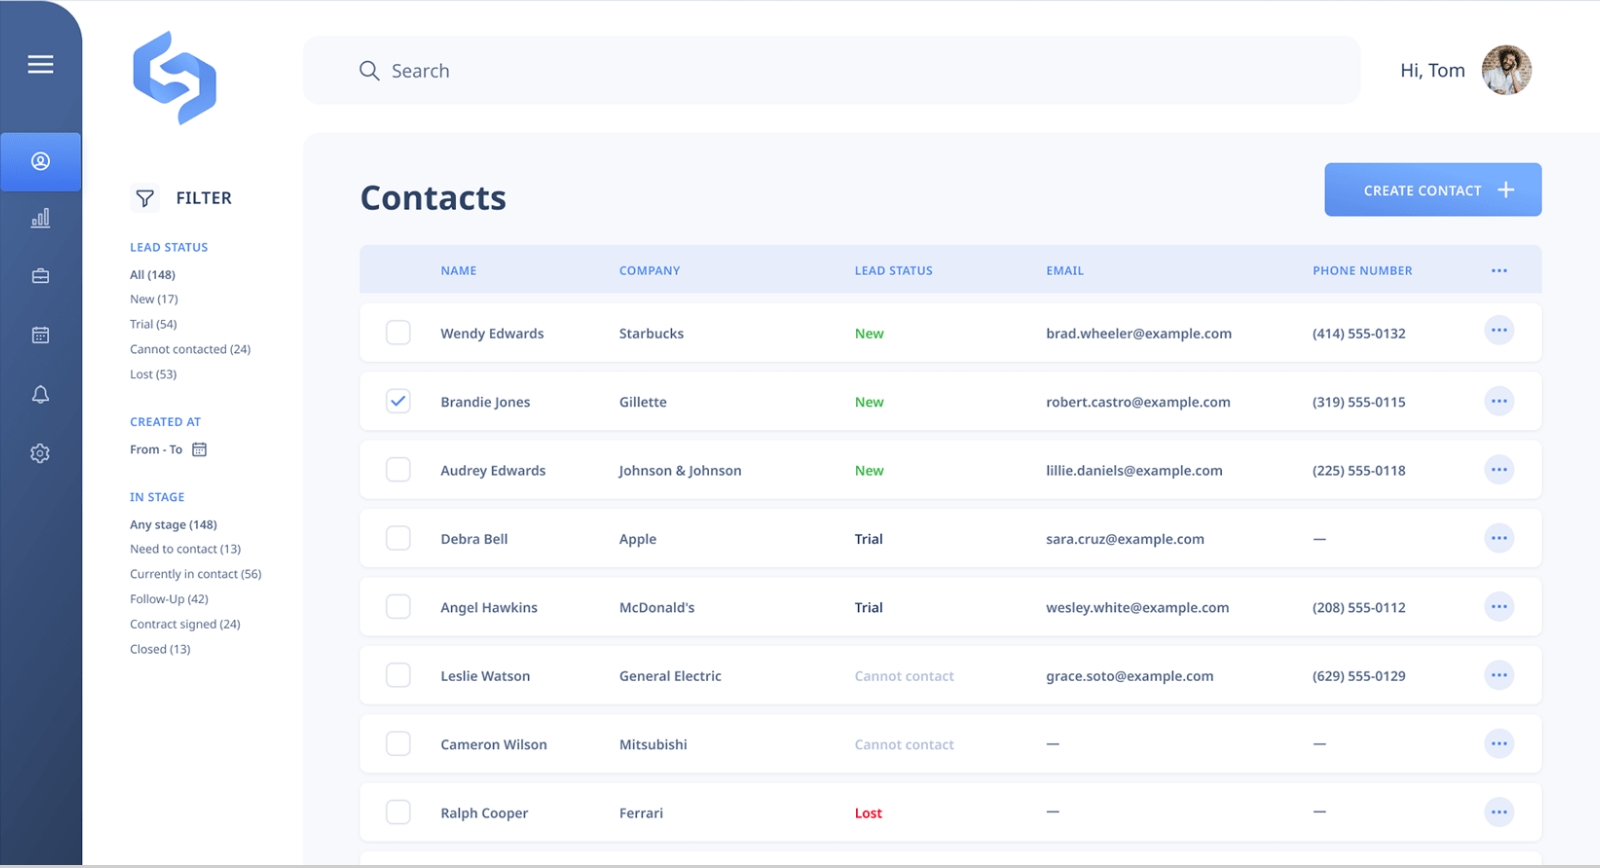 Search
Hi, Tom
FILTER
LEAD STATUS
All (148)
New (17)
Trial (54)
Cannot contacted (24)
Lost (53)
CREATED AT
From - To
IN STAGE
Any stage (148)
Need to contact (13)
Currently in contact (56)
Follow-Up (42)
Contract signed (24)
Closed (13)
Contacts
CREATE CONTACT +
NAME COMPANY LEAD STATUS EMAIL PHONE NUMBER ...
Wendy Edwards Starbucks New brad.wheeler@example.com (414) 555-0132 ...
Brandie Jones Gillette New robert.castro@example.com (319) 555-0115 ...
Audrey Edwards Johnson & Johnson New lillie.daniels@example.com (225) 555-0118 ...
Debra Bell Apple Trial sara.cruz@example.com — ...
Angel Hawkins McDonald's Trial wesley.white@example.com (208) 555-0112 ...
Leslie Watson General Electric Cannot contact grace.soto@example.com (629) 555-0129 ...
Cameron Wilson Mitsubishi Cannot contact — — ...
Ralph Cooper Ferrari Lost — — ...